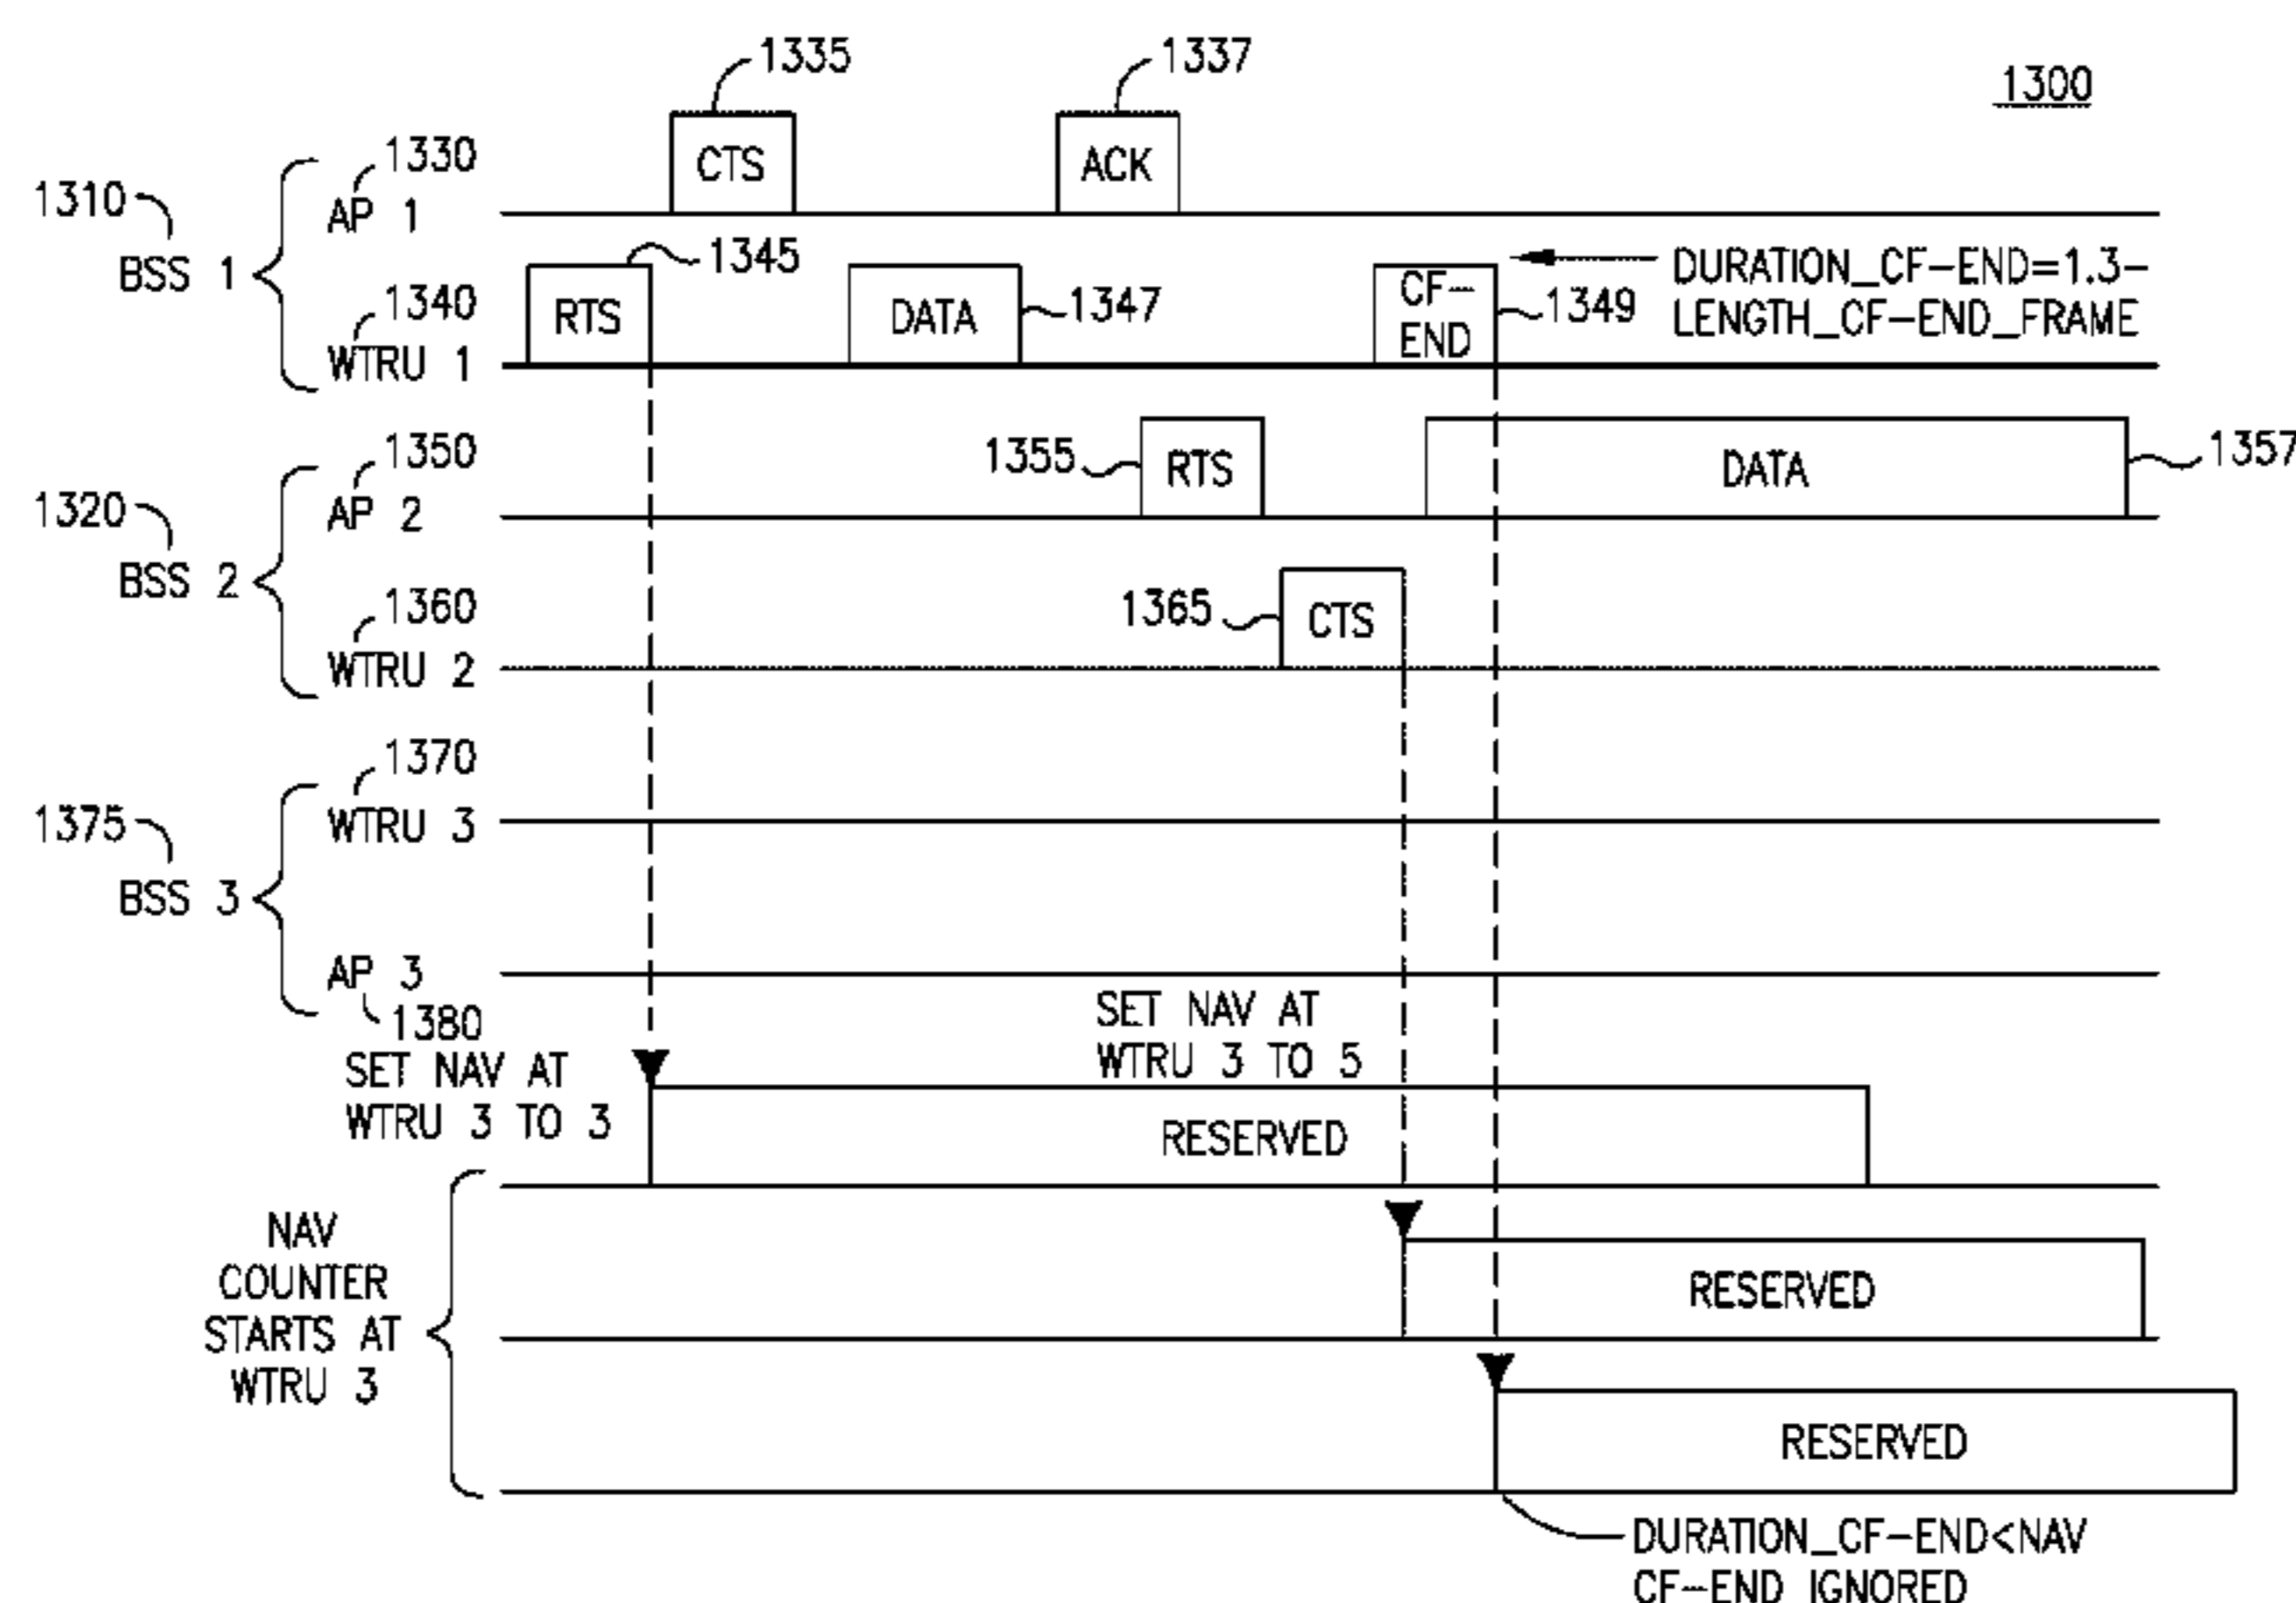 1300
1335
1337
CTS
ACK
1310
BSS 1
1330
AP 1
1345
RTS
1340
WTRU 1
DATA
1347
CF-
END
1349
DURATION_CF-END=1.3-
LENGTH_CF-END_FRAME
1320
BSS 2
1350
AP 2
1355
RTS
DATA
1357
1360
WTRU 2
1365
CTS
1375
BSS 3
1370
WTRU 3
AP 3
1380
SET NAV AT
WTRU 3 TO 3
SET NAV AT
WTRU 3 TO 5
RESERVED
NAV
COUNTER
STARTS AT
WTRU 3
RESERVED
RESERVED
DURATION_CF-END<NAV
CF-END IGNORED